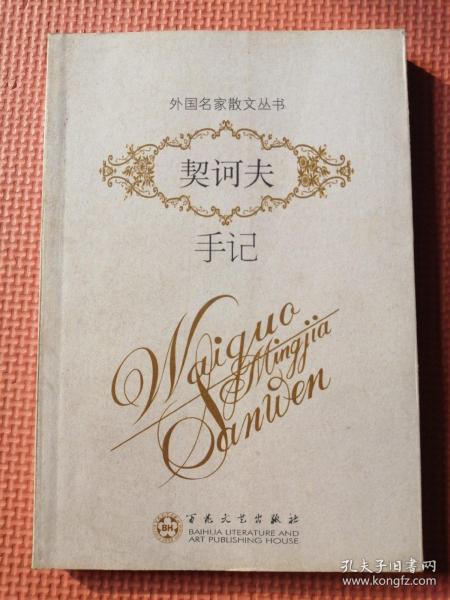 外国名家散文丛书
契诃夫
手记
Waiguo
Mingjia
Sanwen
BH
百花文艺出版社
BAIHUA LITERATURE AND
ART PUBLISHING HOUSE
孔夫子旧书网
www.kongfz.com